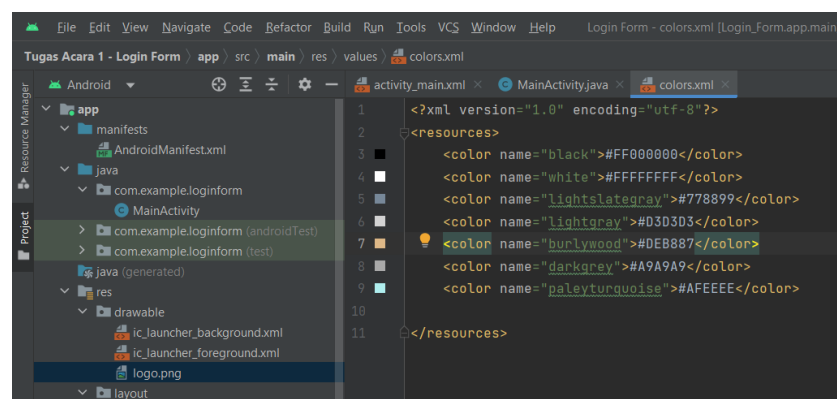 File Edit View Navigate Code Refactor Build Run Tools VCS Window Help Login Form - colors.xml [Login_Form.app.main
Tugas Acara 1 - Login Form app src main res values colors.xml
Resource Manager
Project
Android
app
manifests
AndroidManifest.xml
java
com.example.loginform
MainActivity
com.example.loginform (androidTest)
com.example.loginform (test)
java (generated)
res
drawable
ic_launcher_background.xml
ic_launcher_foreground.xml
logo.png
layout
activity_main.xml MainActivity.java colors.xml
1 <?xml version="1.0" encoding="utf-8"?>
2 <resources>
3 <color name="black">#FF000000</color>
4 <color name="white">#FFFFFFFF</color>
5 <color name="lightslategray">#778899</color>
6 <color name="lightgray">#D3D3D3</color>
7 <color name="burlywood">#DEB887</color>
8 <color name="darkgrey">#A9A9A9</color>
9 <color name="paleyturquoise">#AFEEEE</color>
10
11 </resources>